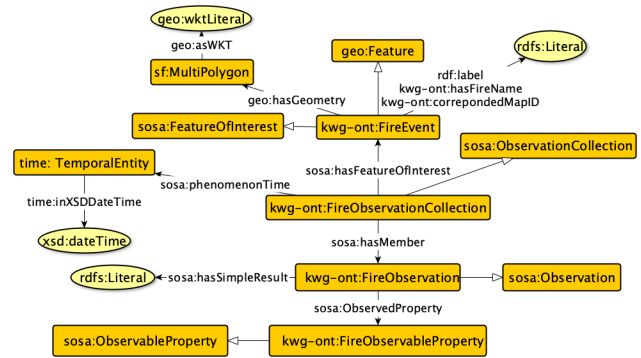 geo:wktLiteral
geo:asWKT
sf:MultiPolygon
geo:hasGeometry
geo:Feature
rdfs:Literal
rdf:label
kwg-ont:hasFireName
kwg-ont:correpondedMapID
sosa:FeatureOfInterest
kwg-ont:FireEvent
sosa:ObservationCollection
time: TemporalEntity
sosa:hasFeatureOfInterest
sosa:phenomenonTime
time:inXSDDateTime
kwg-ont:FireObservationCollection
xsd:dateTime
sosa:hasMember
rdfs:Literal
sosa:hasSimpleResult
kwg-ont:FireObservation
sosa:Observation
sosa:ObservedProperty
sosa:ObservableProperty
kwg-ont:FireObservableProperty